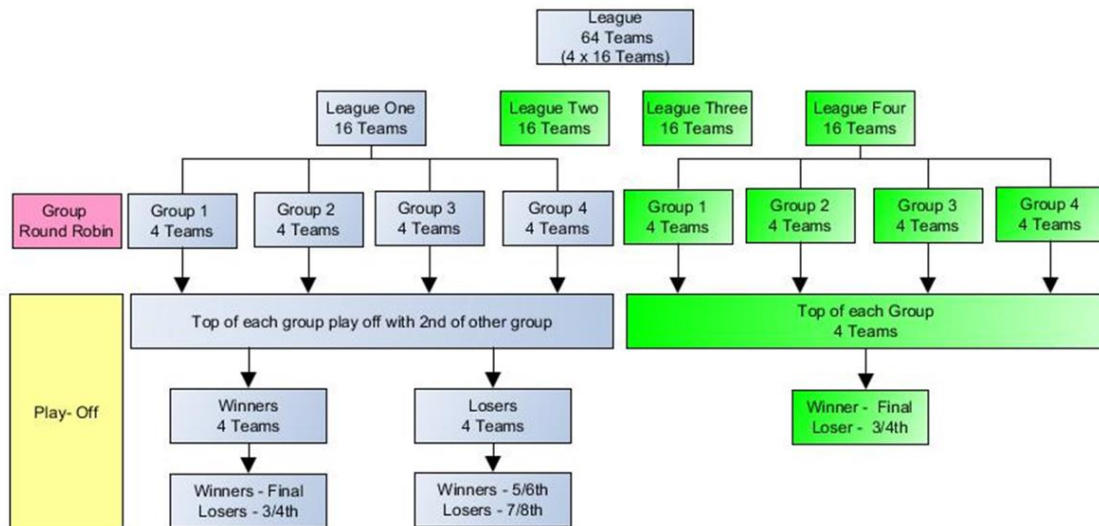 League
64 Teams
(4 x 16 Teams)
League One
16 Teams
League Two
16 Teams
League Three
16 Teams
League Four
16 Teams
Group
Round Robin
Group 1
4 Teams
Group 2
4 Teams
Group 3
4 Teams
Group 4
4 Teams
Group 1
4 Teams
Group 2
4 Teams
Group 3
4 Teams
Group 4
4 Teams
Play- Off
Top of each group play off with 2nd of other group
Top of each Group
4 Teams
Winners
4 Teams
Losers
4 Teams
Winner - Final
Loser - 3/4th
Winners - Final
Losers - 3/4th
Winners - 5/6th
Losers - 7/8th